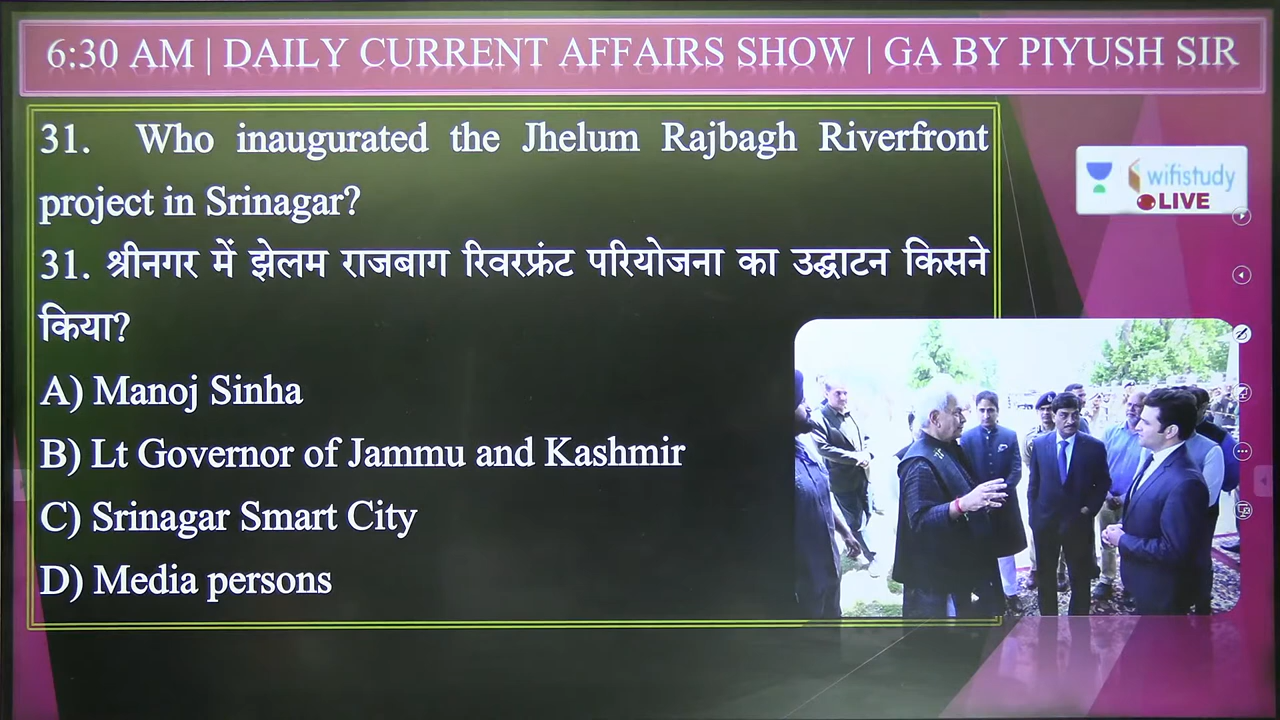 6:30 AM | DAILY CURRENT AFFAIRS SHOW | GA BY PIYUSH SIR
31. Who inaugurated the Jhelum Rajbagh Riverfront
project in Srinagar?
31. श्रीनगर में झेलम राजबाग रिवरफ्रंट परियोजना का उद्घाटन किसने
किया?
A) Manoj Sinha
B) Lt Governor of Jammu and Kashmir
C) Srinagar Smart City
D) Media persons
wifistudy
LIVE